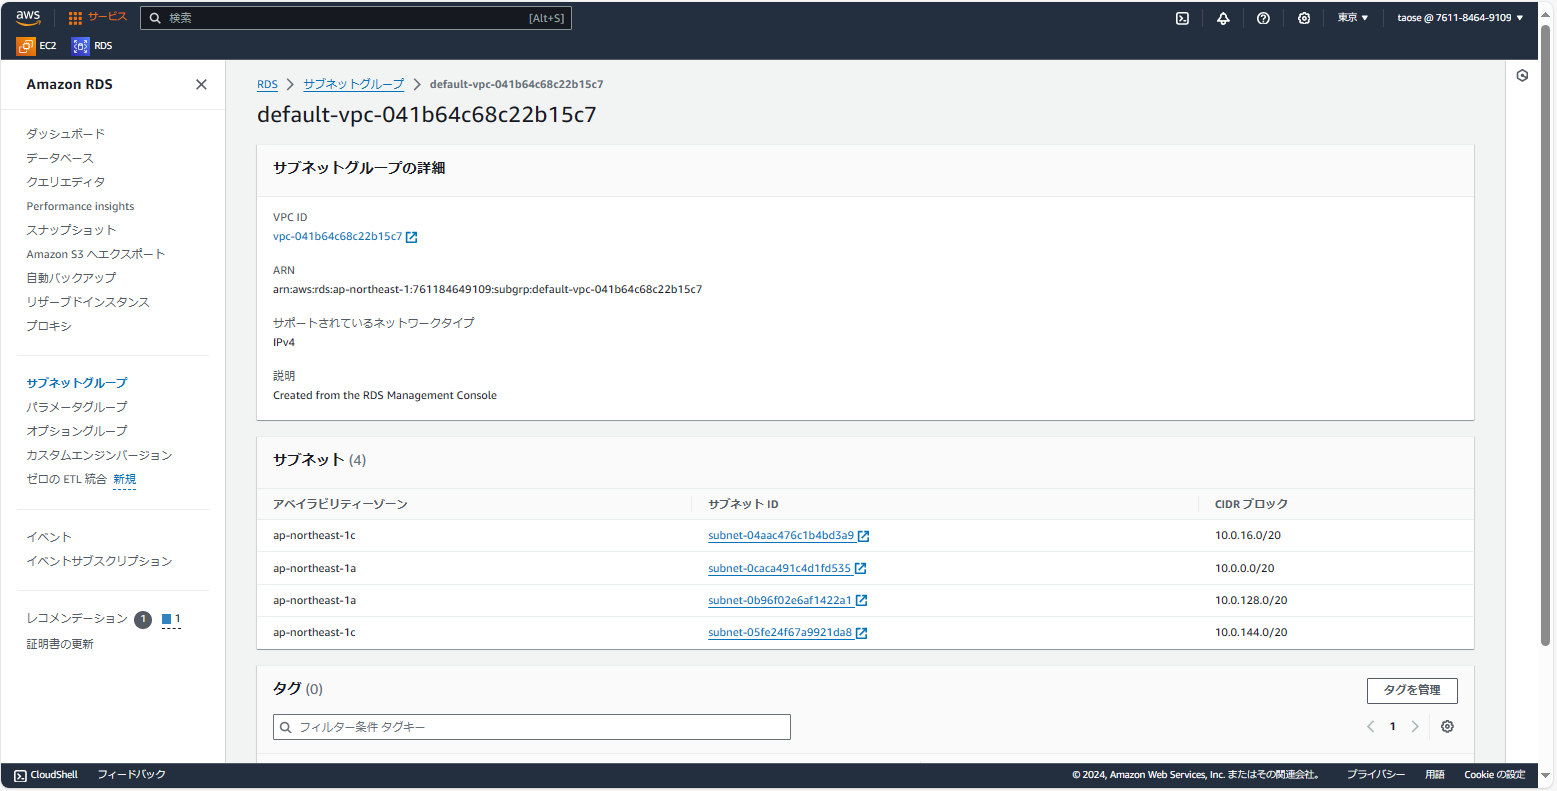 aws サービス 検索 [Alt+S] 東京 ▼ taose @ 7611-8464-9109 ▼
EC2 RDS
Amazon RDS
ダッシュボード
データベース
クエリエディタ
Performance insights
スナップショット
Amazon S3 へエクスポート
自動バックアップ
リザーブドインスタンス
プロキシ
サブネットグループ
パラメータグループ
オプショングループ
カスタムエンジンバージョン
ゼロの ETL 統合 新規
イベント
イベントサブスクリプション
レコメンデーション 1 1
証明書の更新
RDS > サブネットグループ > default-vpc-041b64c68c22b15c7
default-vpc-041b64c68c22b15c7
サブネットグループの詳細
VPC ID
vpc-041b64c68c22b15c7
ARN
arn:aws:rds:ap-northeast-1:761184649109:subgrp:default-vpc-041b64c68c22b15c7
サポートされているネットワークタイプ
IPv4
説明
Created from the RDS Management Console
サブネット (4)
アベイラビリティーゾーン サブネット ID CIDR ブロック
ap-northeast-1c subnet-04aac476c1b4bd3a9 10.0.16.0/20
ap-northeast-1a subnet-0caca491c4d1fd535 10.0.0.0/20
ap-northeast-1a subnet-0b96f02e6af1422a1 10.0.128.0/20
ap-northeast-1c subnet-05fe24f67a9921da8 10.0.144.0/20
タグ (0) タグを管理
フィルター条件 タグキー < 1 >
CloudShell フィードバック © 2024, Amazon Web Services, Inc. またはその関連会社。 プライバシー 用語 Cookie の設定